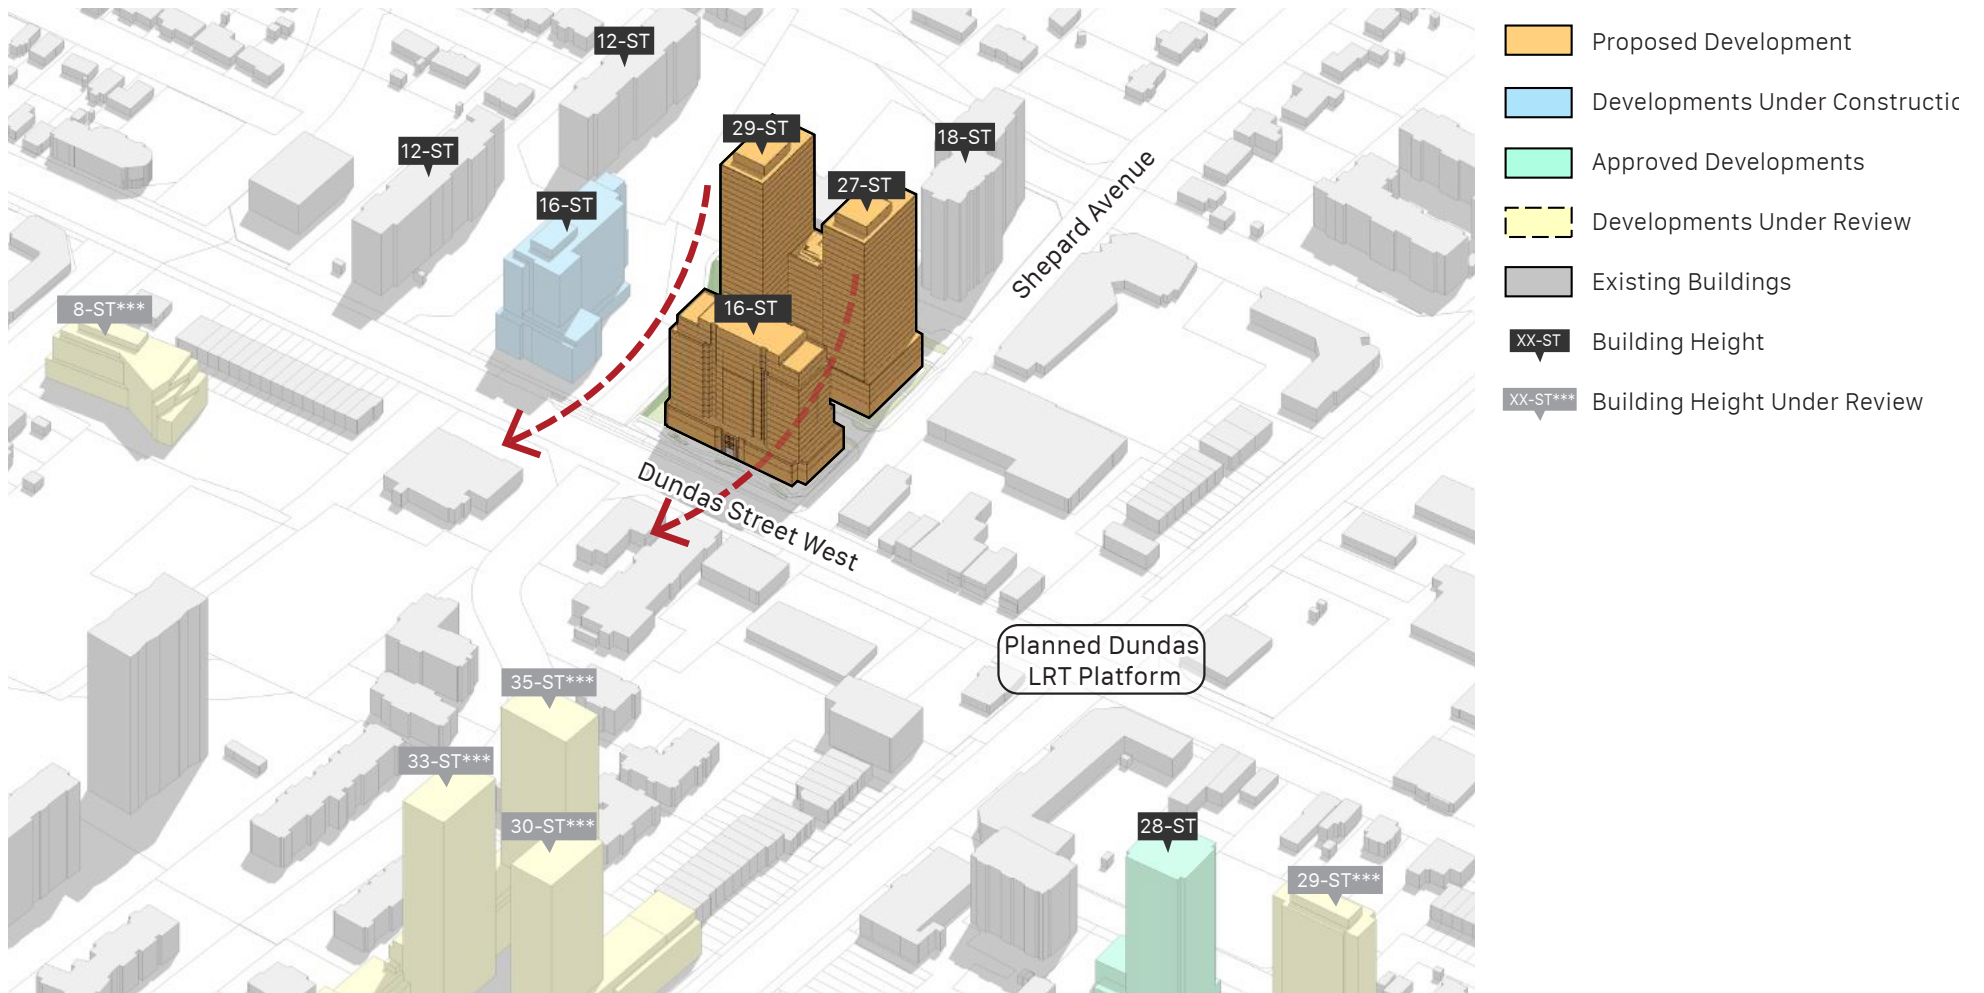 12-ST
29-ST
18-ST
12-ST
27-ST
16-ST
Shepard Avenue
8-ST***
16-ST
Dundas Street West
Planned Dundas
LRT Platform
35-ST***
33-ST***
30-ST***
28-ST
29-ST***
Proposed Development
Developments Under Constructic
Approved Developments
Developments Under Review
Existing Buildings
XX-ST
Building Height
XX-ST***
Building Height Under Review